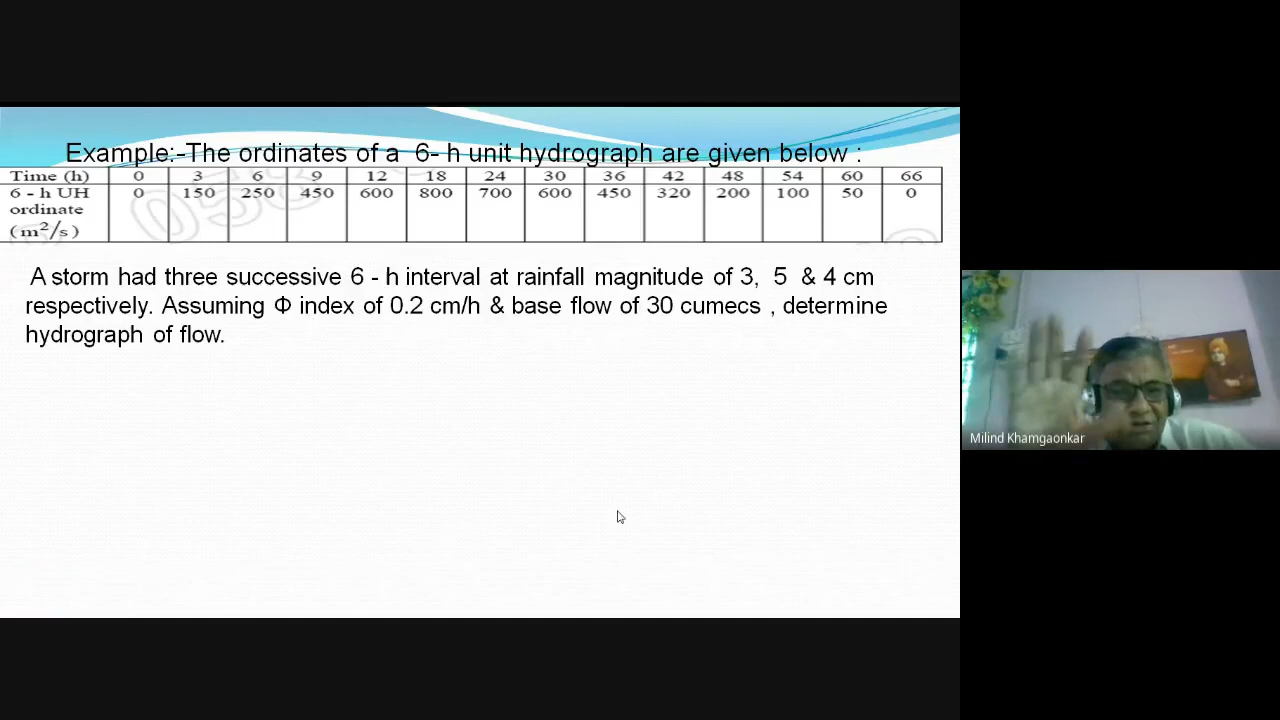 Example:-The ordinates of a 6- h unit hydrograph are given below :
Time (h) 0 3 6 9 12 18 24 30 36 42 48 54 60 66
6 - h UH 0 150 250 450 600 800 700 600 450 320 200 100 50 0
ordinate
(m²/s)
A storm had three successive 6 - h interval at rainfall magnitude of 3, 5 & 4 cm
respectively. Assuming Φ index of 0.2 cm/h & base flow of 30 cumecs , determine
hydrograph of flow.
Milind Khamgaonkar